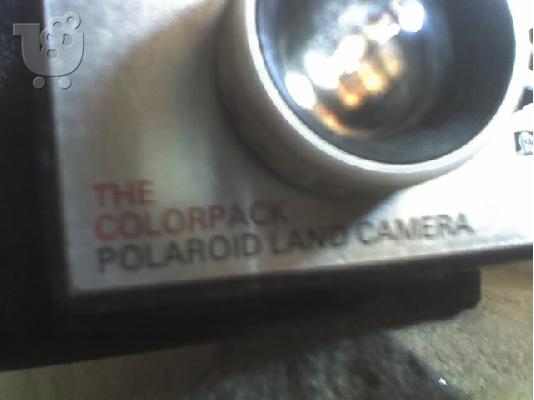 THE
COLORPACK
POLAROID LAND CAMERA